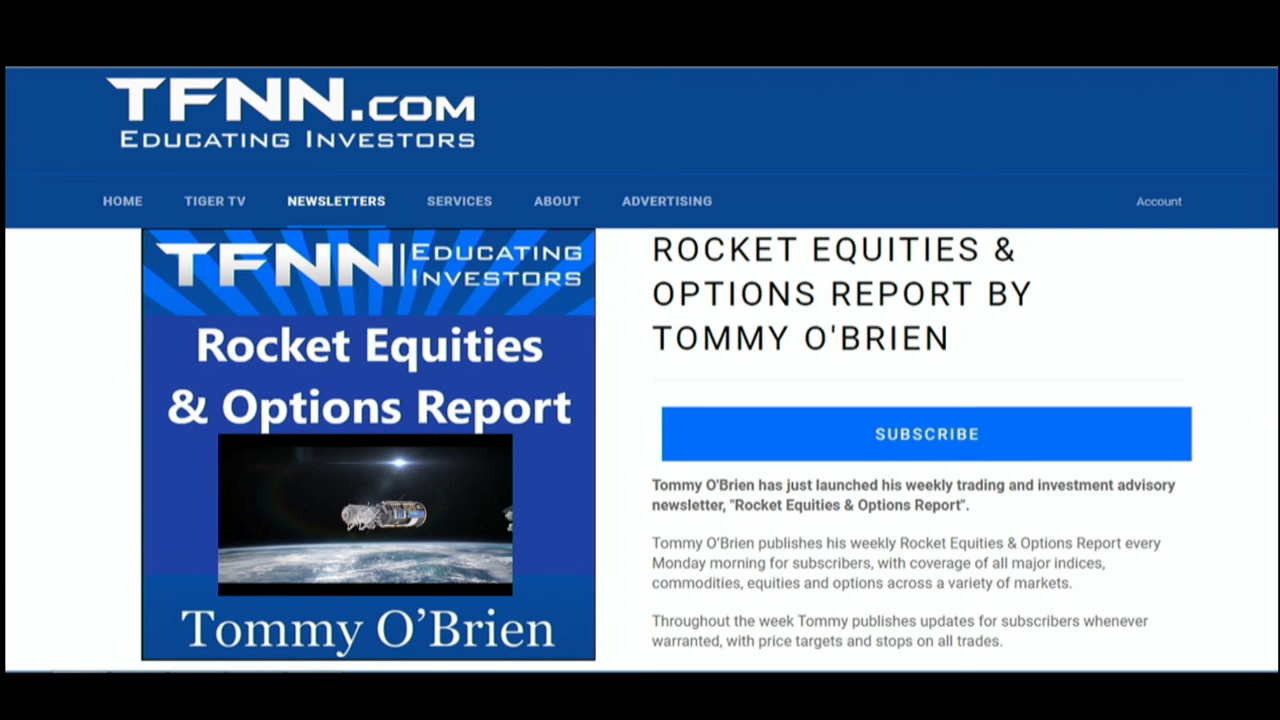 TFNN.COM
EDUCATING INVESTORS
HOME TIGER TV NEWSLETTERS SERVICES ABOUT ADVERTISING Account
TFNN EDUCATING
INVESTORS
Rocket Equities
& Options Report
Tommy O’Brien
ROCKET EQUITIES &
OPTIONS REPORT BY
TOMMY O'BRIEN
SUBSCRIBE
Tommy O'Brien has just launched his weekly trading and investment advisory
newsletter, "Rocket Equities & Options Report".
Tommy O’Brien publishes his weekly Rocket Equities & Options Report every
Monday morning for subscribers, with coverage of all major indices,
commodities, equities and options across a variety of markets.
Throughout the week Tommy publishes updates for subscribers whenever
warranted, with price targets and stops on all trades.